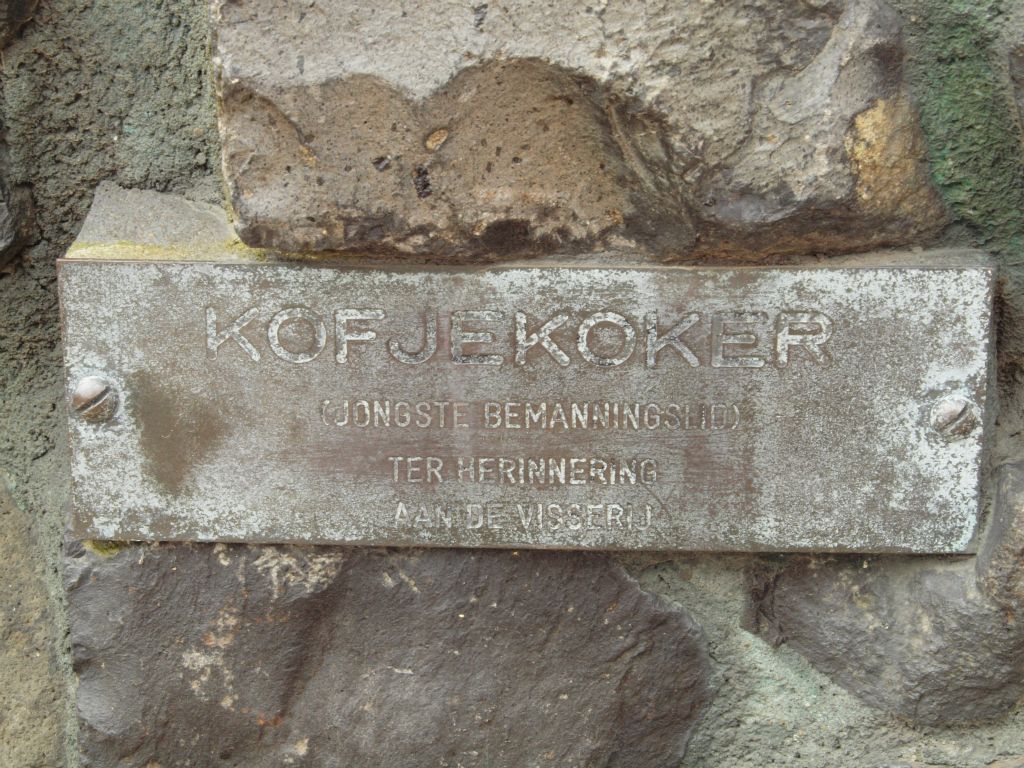 KOFJEKOKER
(JONGSTE BEMANNINGSLID)
TER HERINNERING
AAN DE VISSERIJ